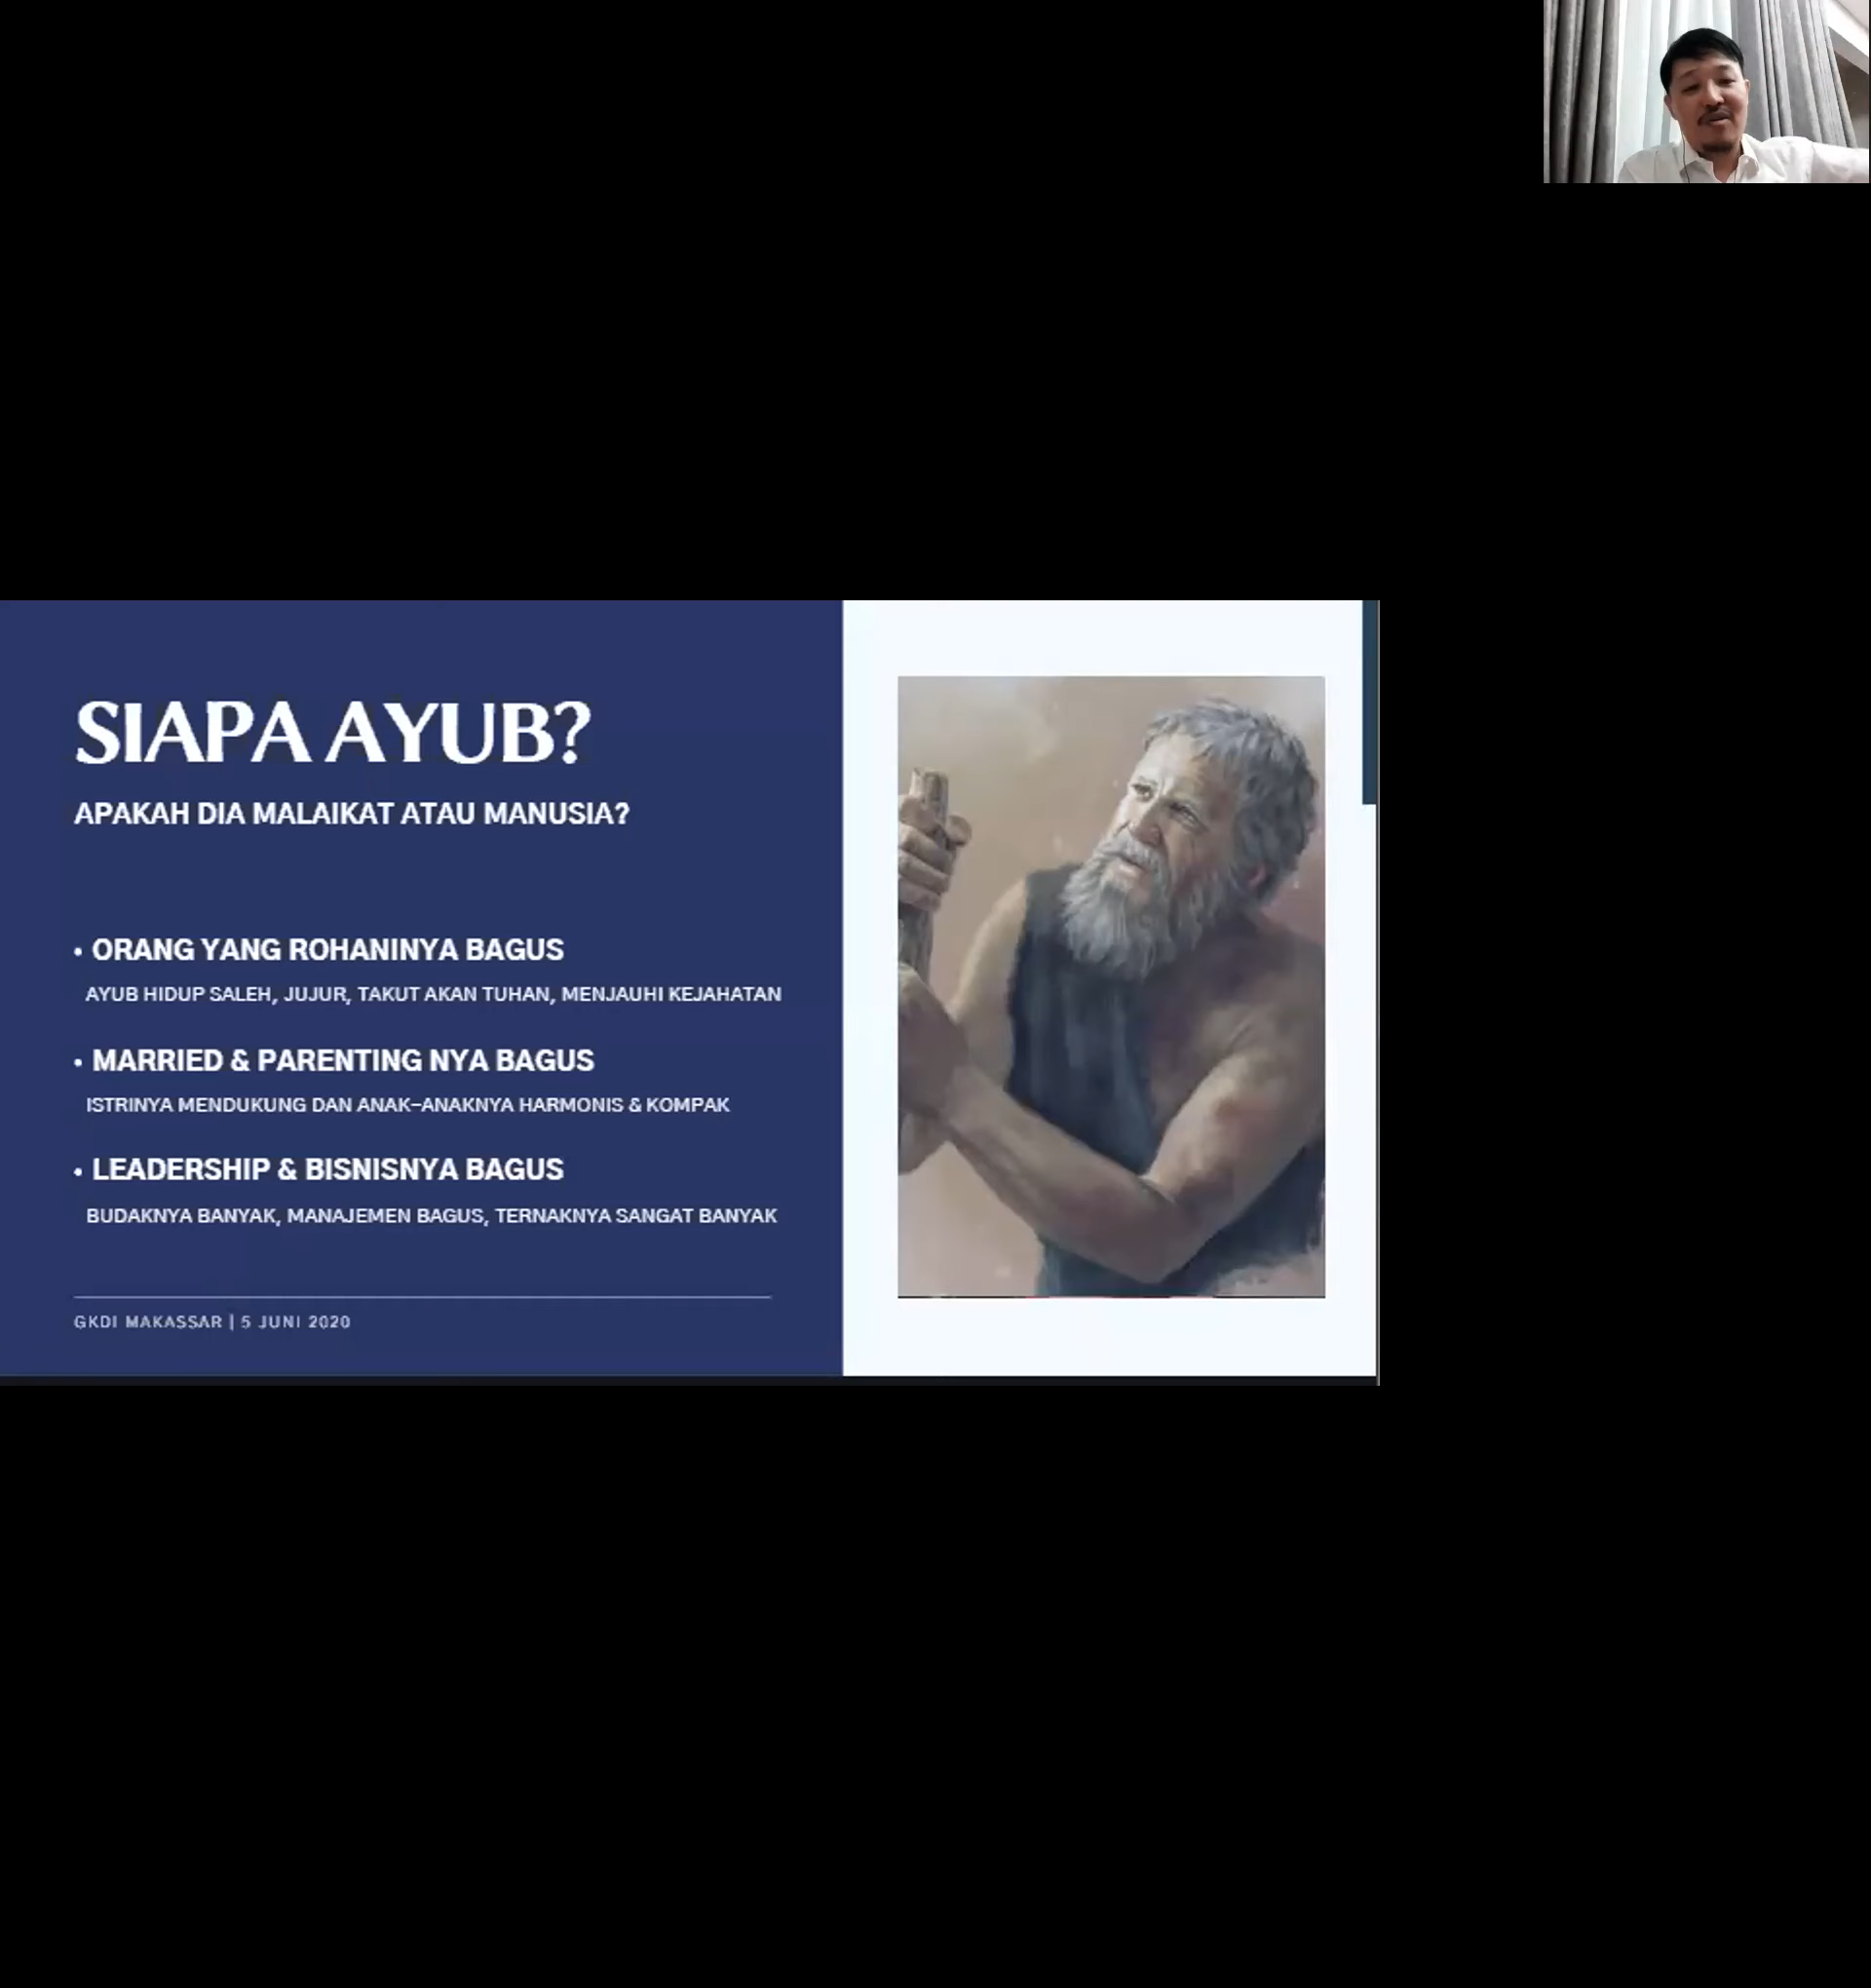 SIAPA AYUB?
APAKAH DIA MALAIKAT ATAU MANUSIA?
• ORANG YANG ROHANINYA BAGUS
AYUB HIDUP SALEH, JUJUR, TAKUT AKAN TUHAN, MENJAUHI KEJAHATAN
• MARRIED & PARENTING NYA BAGUS
ISTRINYA MENDUKUNG DAN ANAK-ANAKNYA HARMONIS & KOMPAK
• LEADERSHIP & BISNISNYA BAGUS
BUDAKNYA BANYAK, MANAJEMEN BAGUS, TERNAKNYA SANGAT BANYAK
GKDI MAKASSAR | 5 JUNI 2020